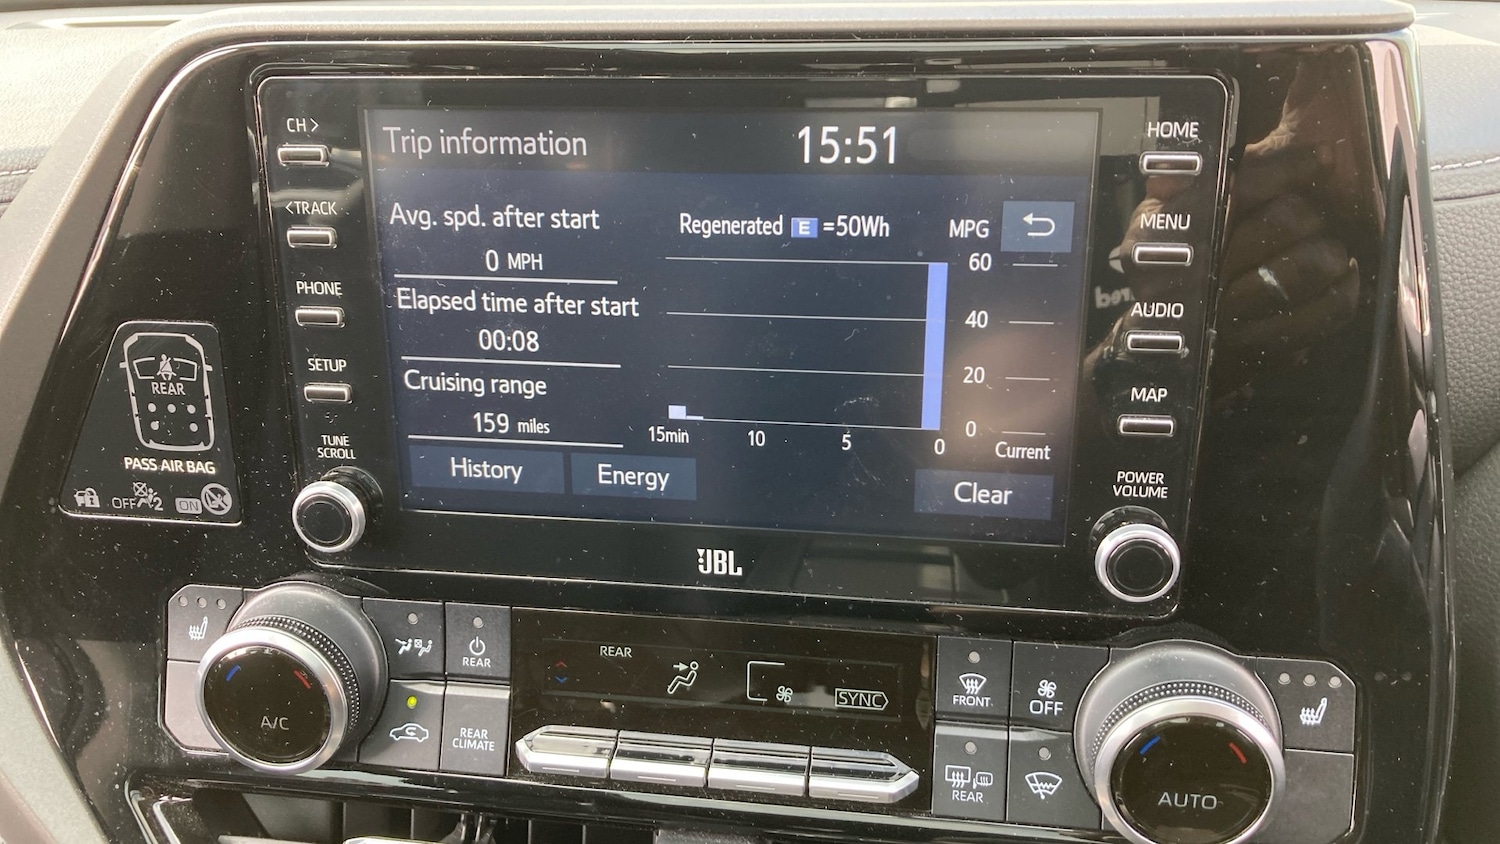 CH>
<TRACK
PHONE
SETUP
TUNE
SCROLL
Trip information
15:51
Avg. spd. after start
0 MPH
Elapsed time after start
00:08
Cruising range
159 miles
Regenerated E =50Wh
MPG
60
40
20
0
15min 10 5 0 Current
History
Energy
Clear
HOME
MENU
AUDIO
MAP
POWER
VOLUME
JBL
REAR
PASS AIR BAG
OFF 2 ON
A/C
REAR
REAR
CLIMATE
REAR
SYNC
FRONT
OFF
REAR
AUTO